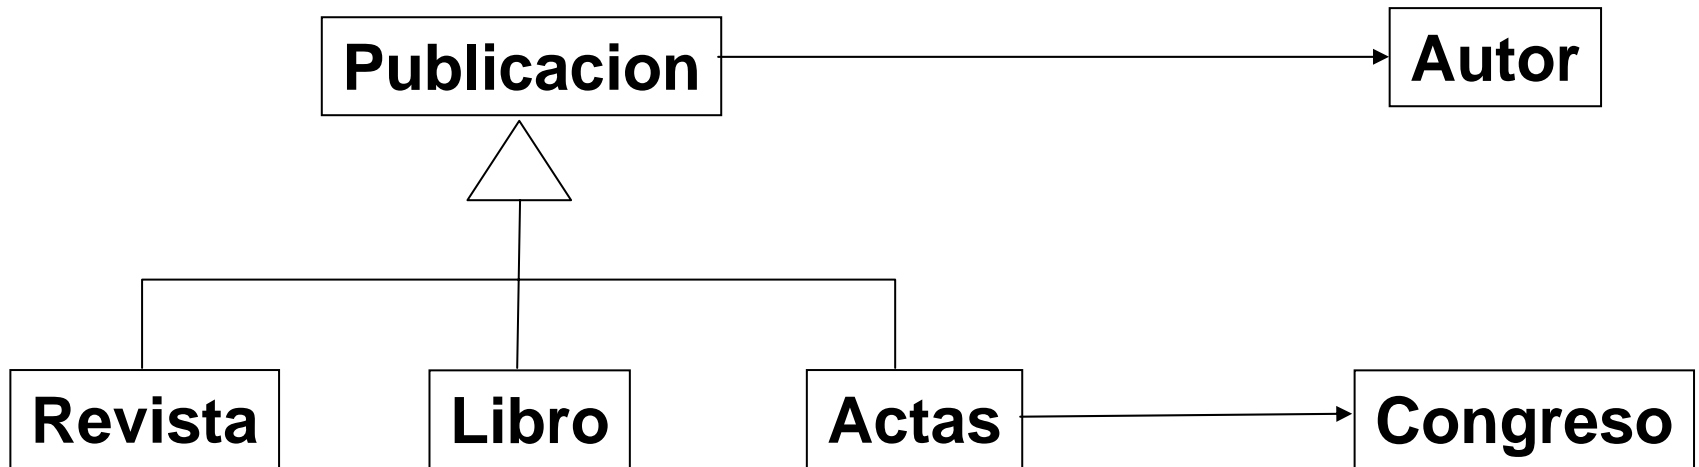 Publicacion
Autor
Revista
Libro
Actas
Congreso